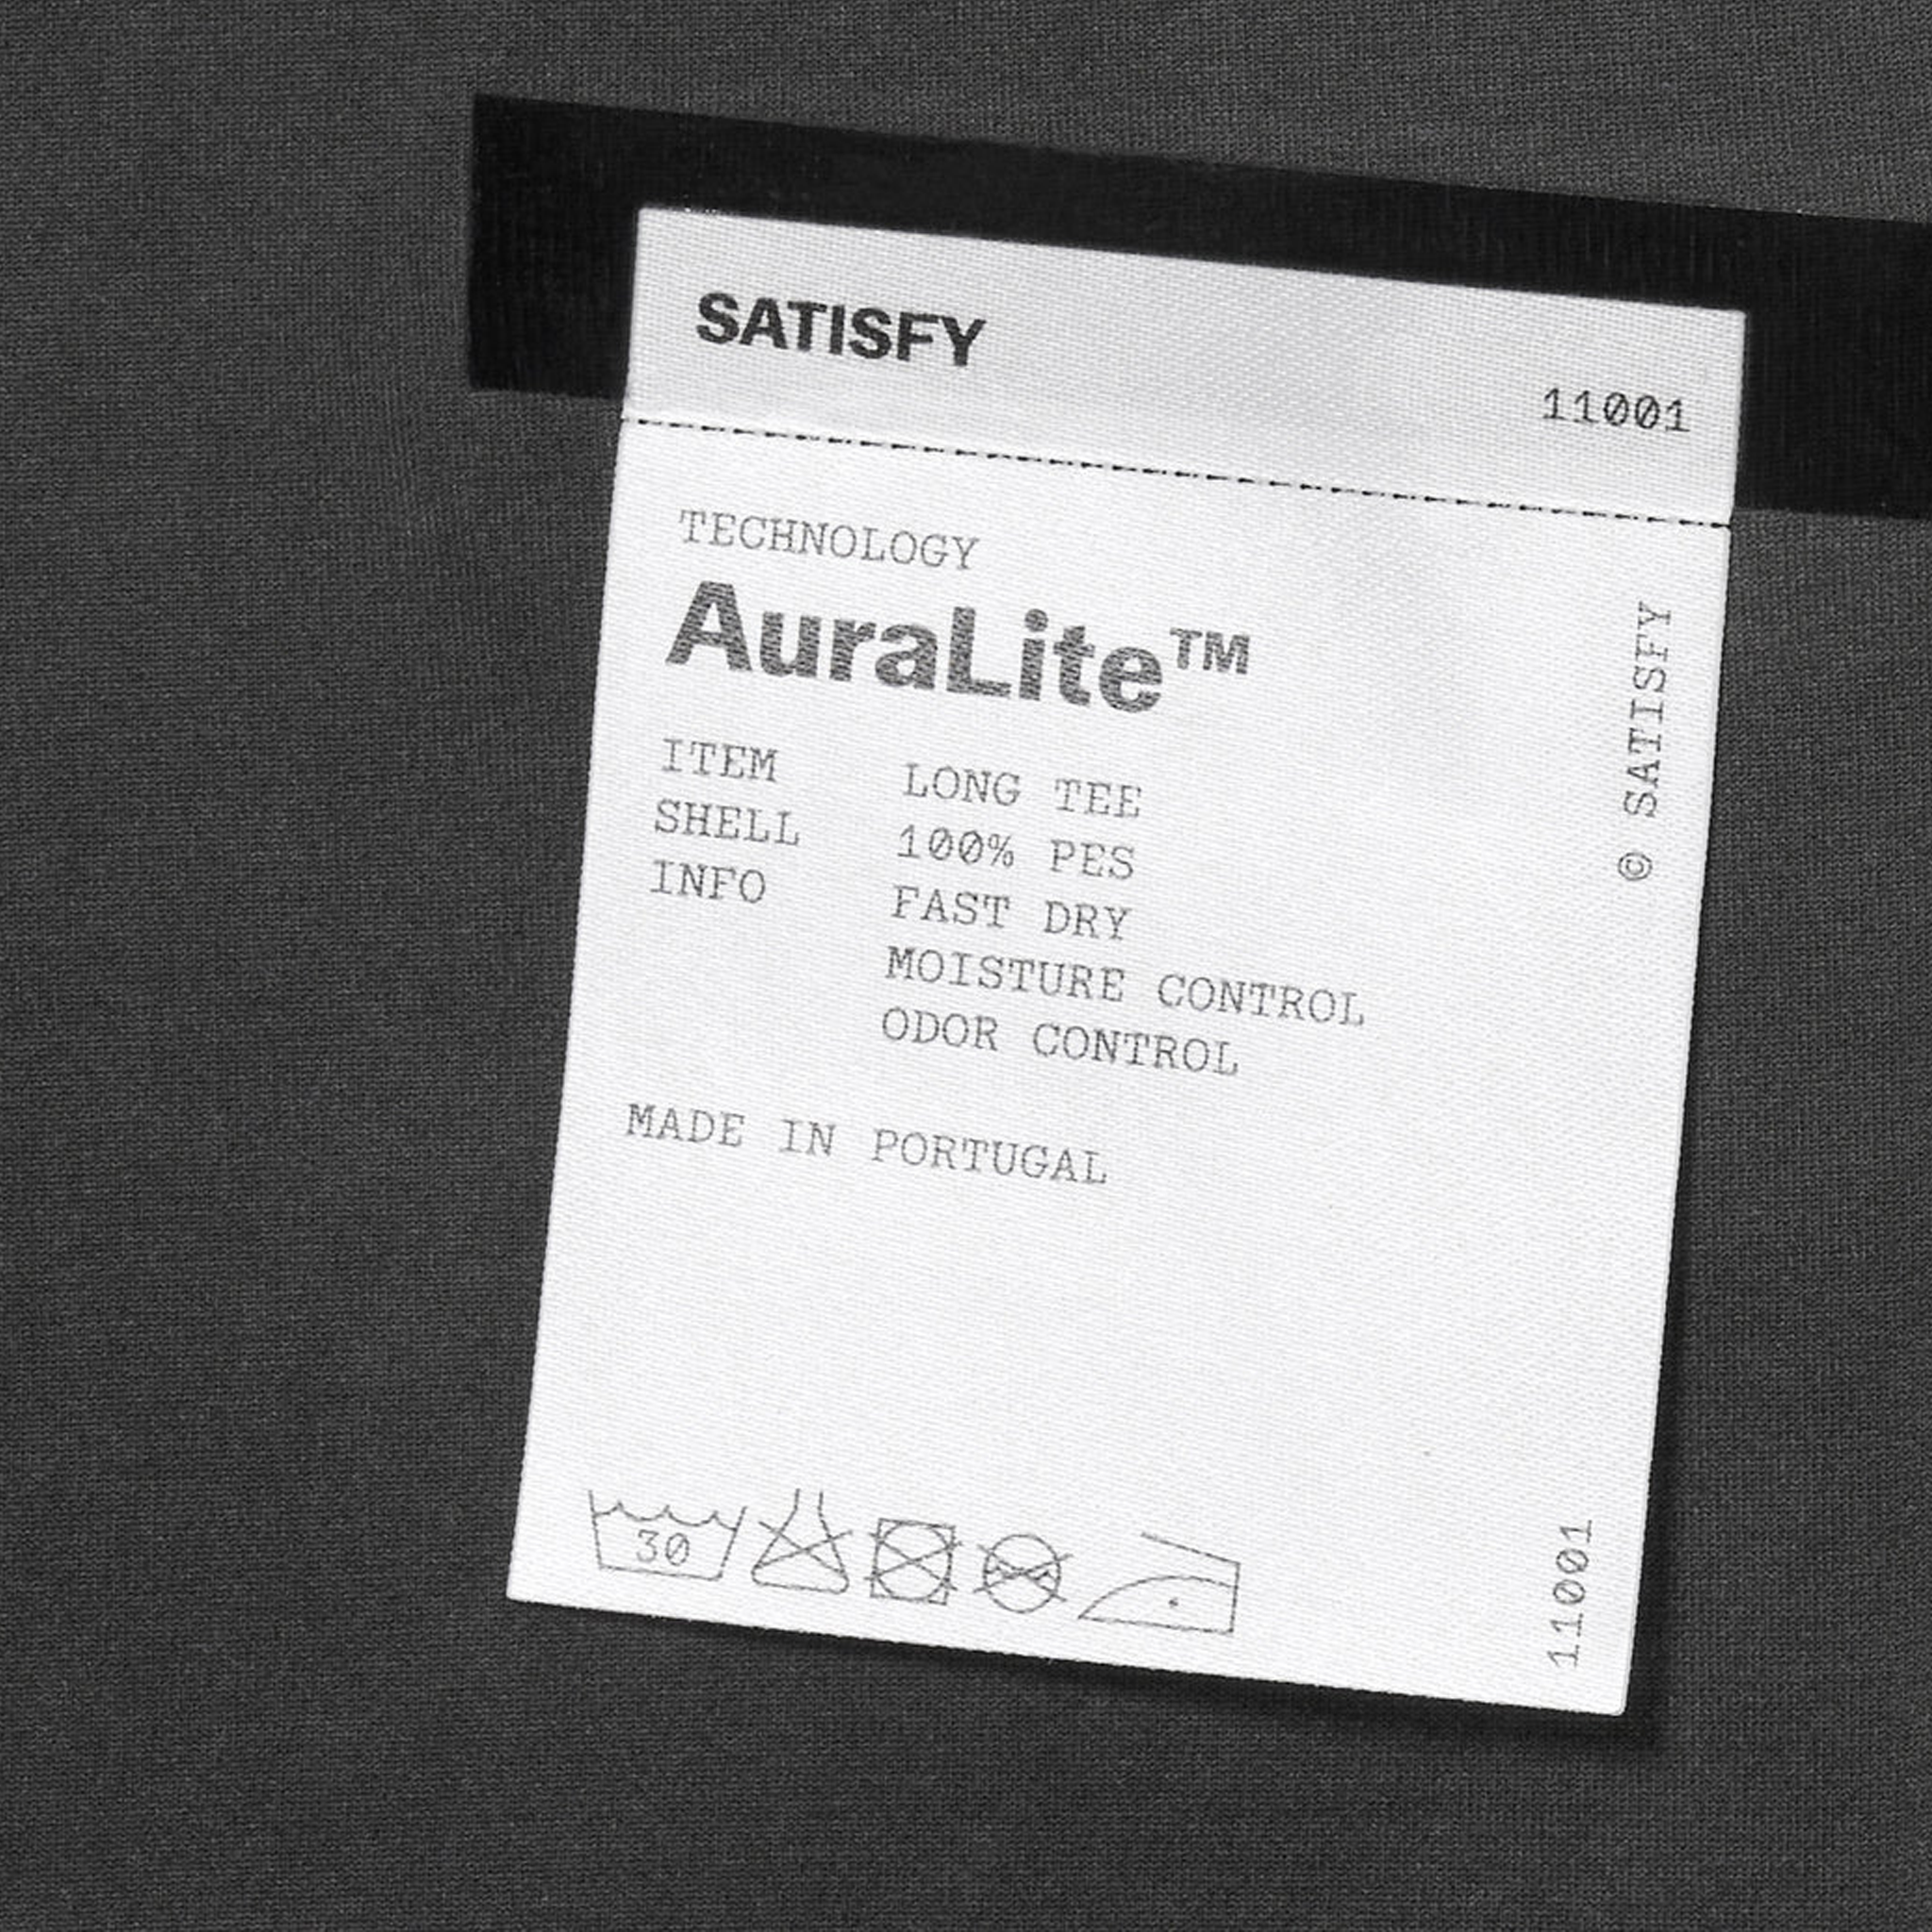 SATISFY
11001
TECHNOLOGY
AuraLite™
ITEM LONG TEE
SHELL 100% PES
INFO FAST DRY
MOISTURE CONTROL
ODOR CONTROL
MADE IN PORTUGAL
© SATISFY
30
11001